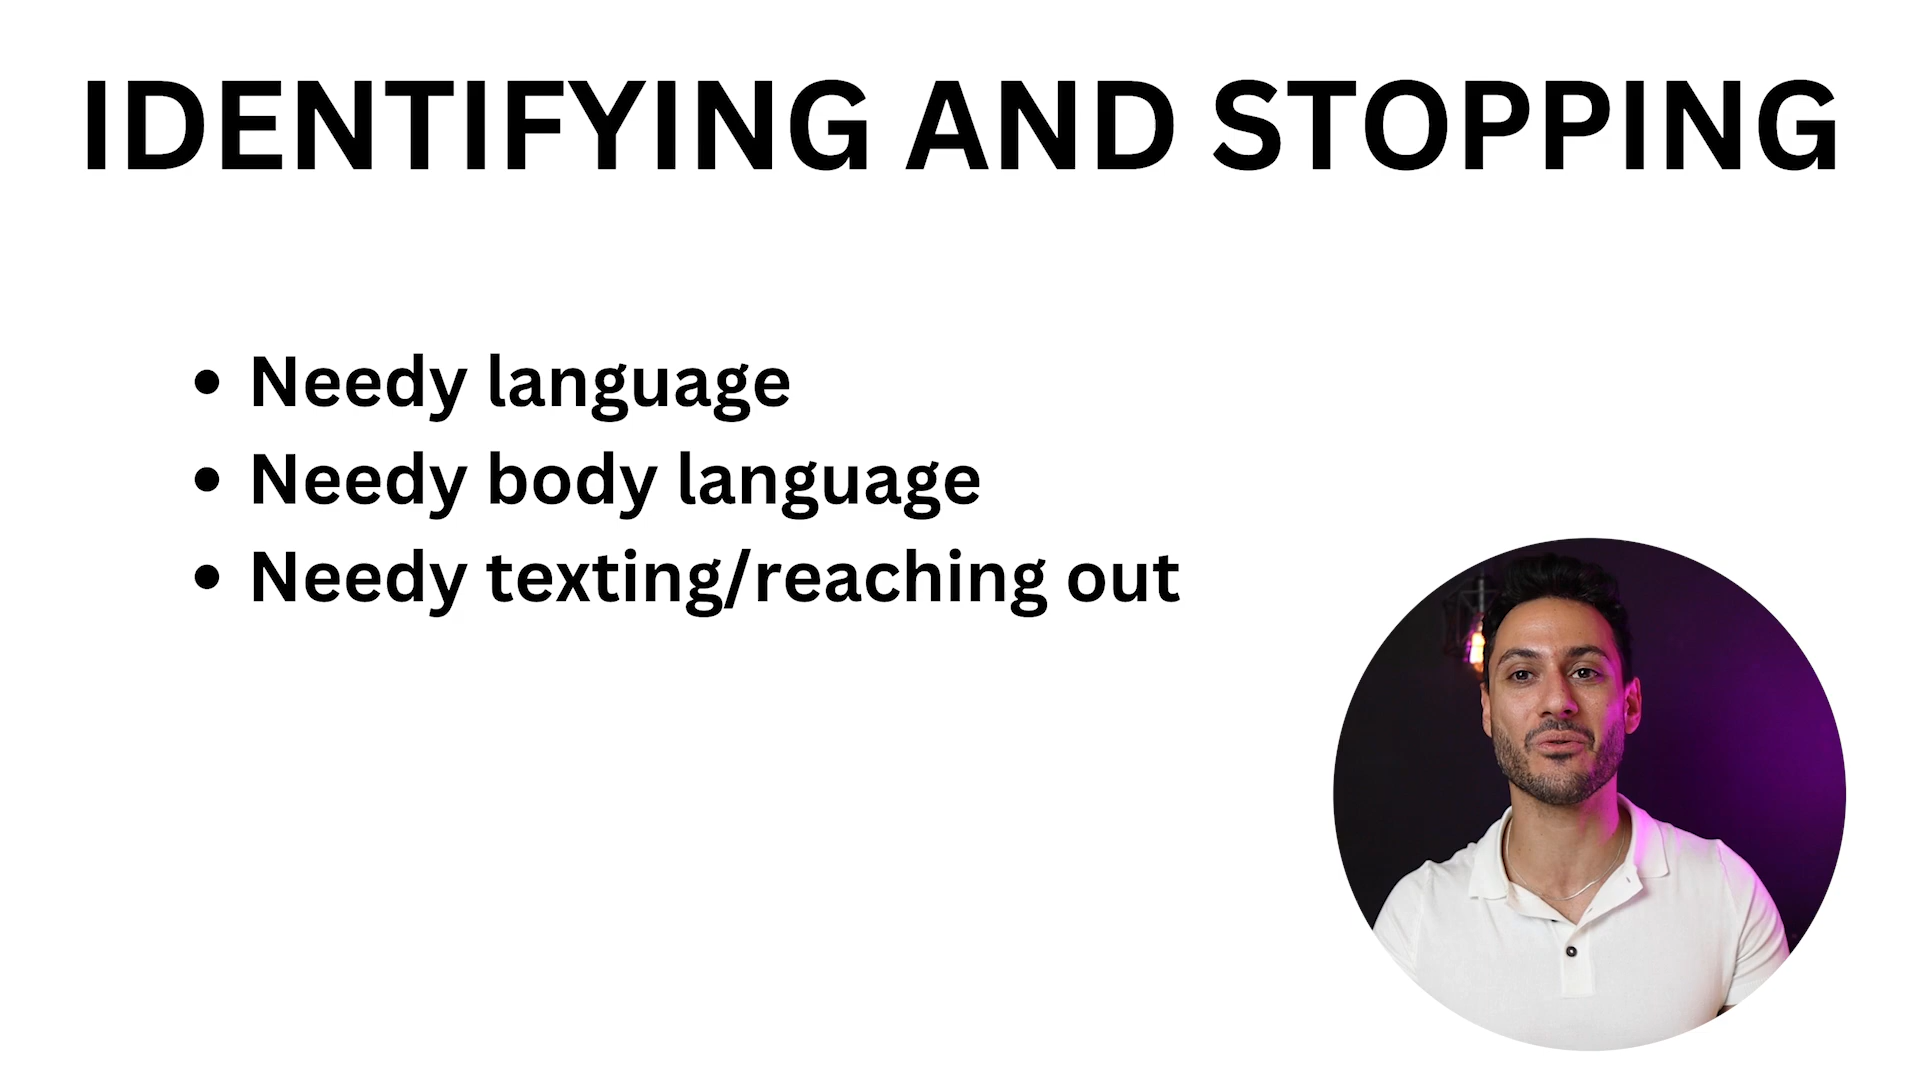 IDENTIFYING AND STOPPING
• Needy language
• Needy body language
• Needy texting/reaching out